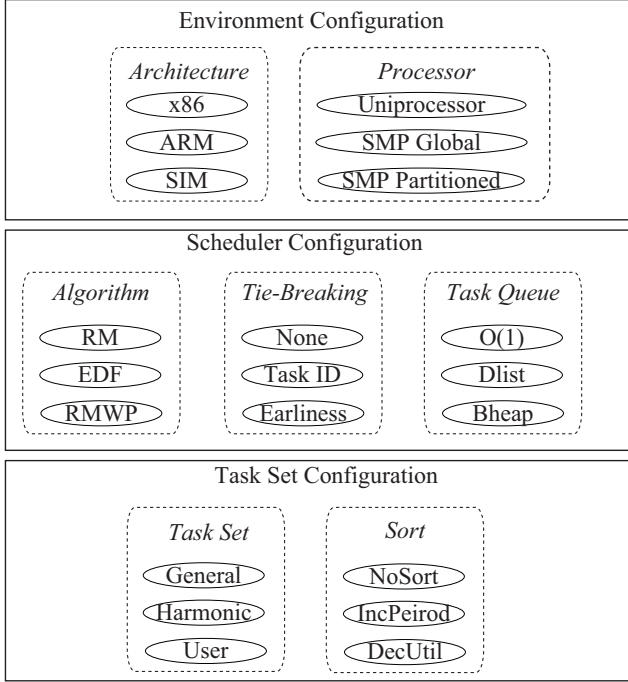 Environment Configuration
Architecture
x86
ARM
SIM
Processor
Uniprocessor
SMP Global
SMP Partitioned
Scheduler Configuration
Algorithm
RM
EDF
RMWP
Tie-Breaking
None
Task ID
Earliness
Task Queue
O(1)
Dlist
Bheap
Task Set Configuration
Task Set
General
Harmonic
User
Sort
NoSort
IncPeirod
DecUtil